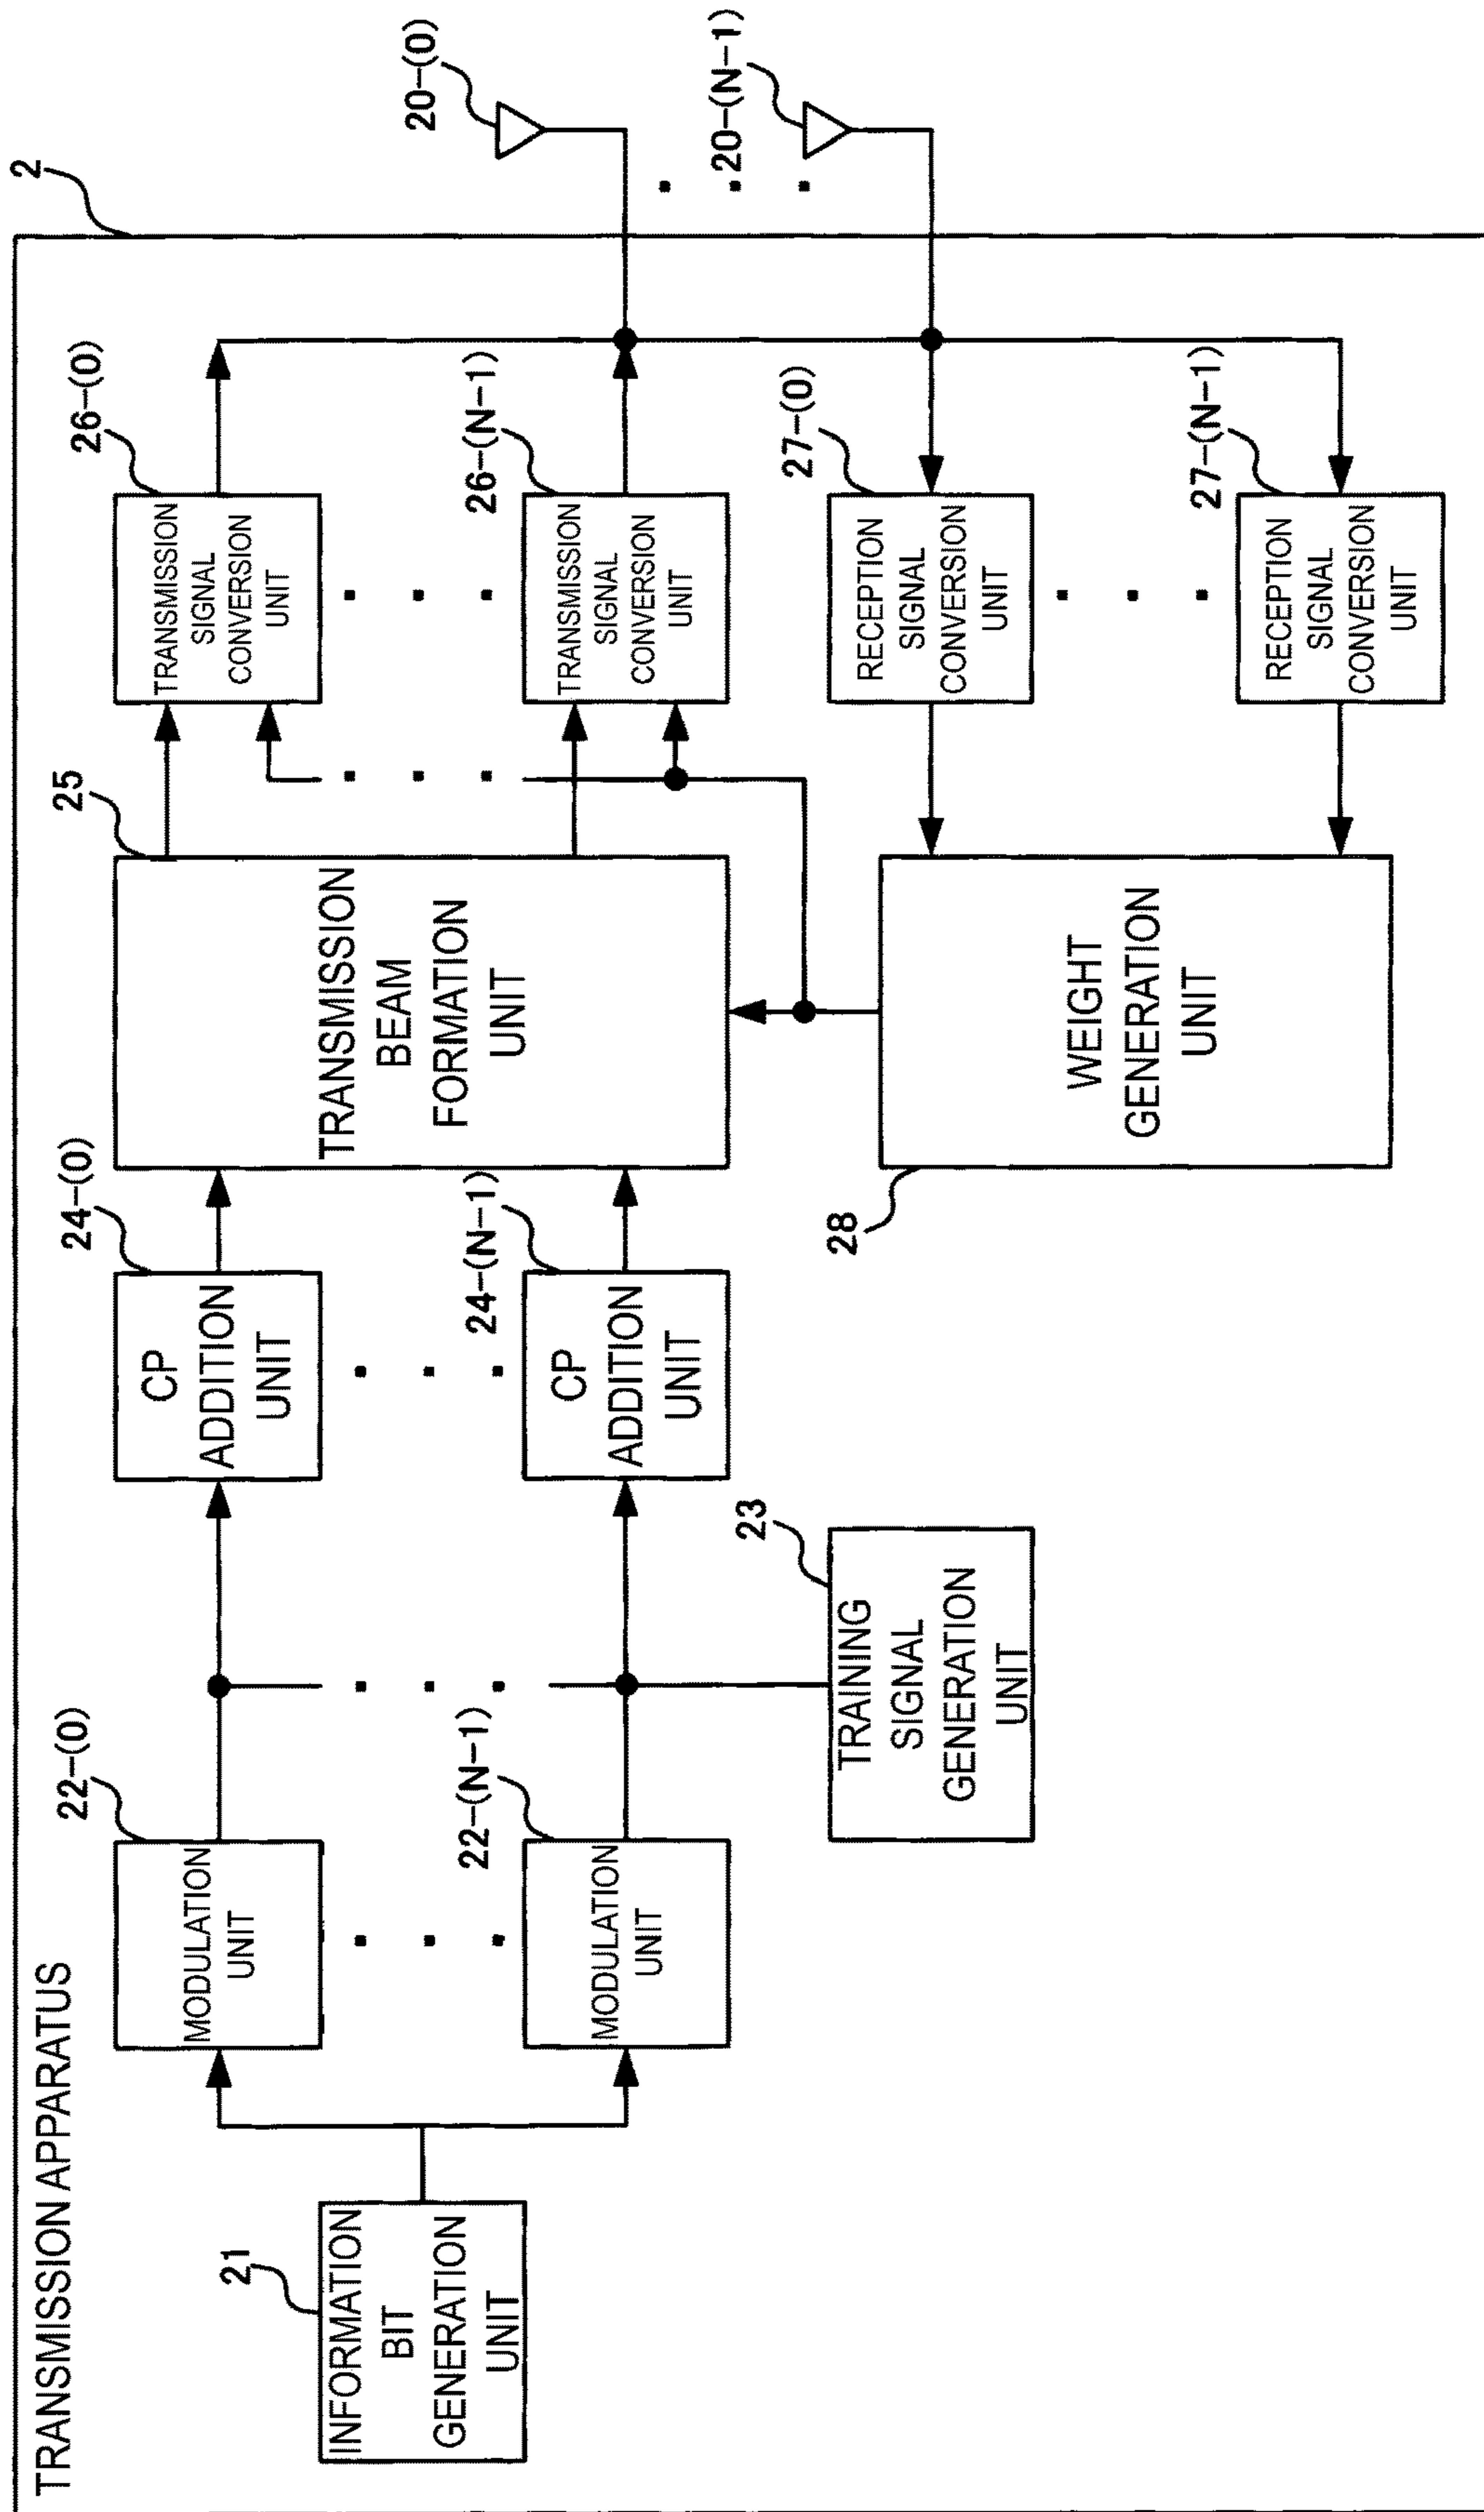 TRANSMISSION APPARATUS
2
INFORMATION
BIT
GENERATION
UNIT
21
22-(0)
MODULATION
UNIT
22-(N-1)
MODULATION
UNIT
23
TRAINING
SIGNAL
GENERATION
UNIT
24-(0)
CP
ADDITION
UNIT
24-(N-1)
CP
ADDITION
UNIT
25
TRANSMISSION
BEAM
FORMATION
UNIT
28
WEIGHT
GENERATION
UNIT
26-(0)
TRANSMISSION
SIGNAL
CONVERSION
UNIT
26-(N-1)
TRANSMISSION
SIGNAL
CONVERSION
UNIT
27-(0)
RECEPTION
SIGNAL
CONVERSION
UNIT
27-(N-1)
RECEPTION
SIGNAL
CONVERSION
UNIT
20-(0)
20-(N-1)